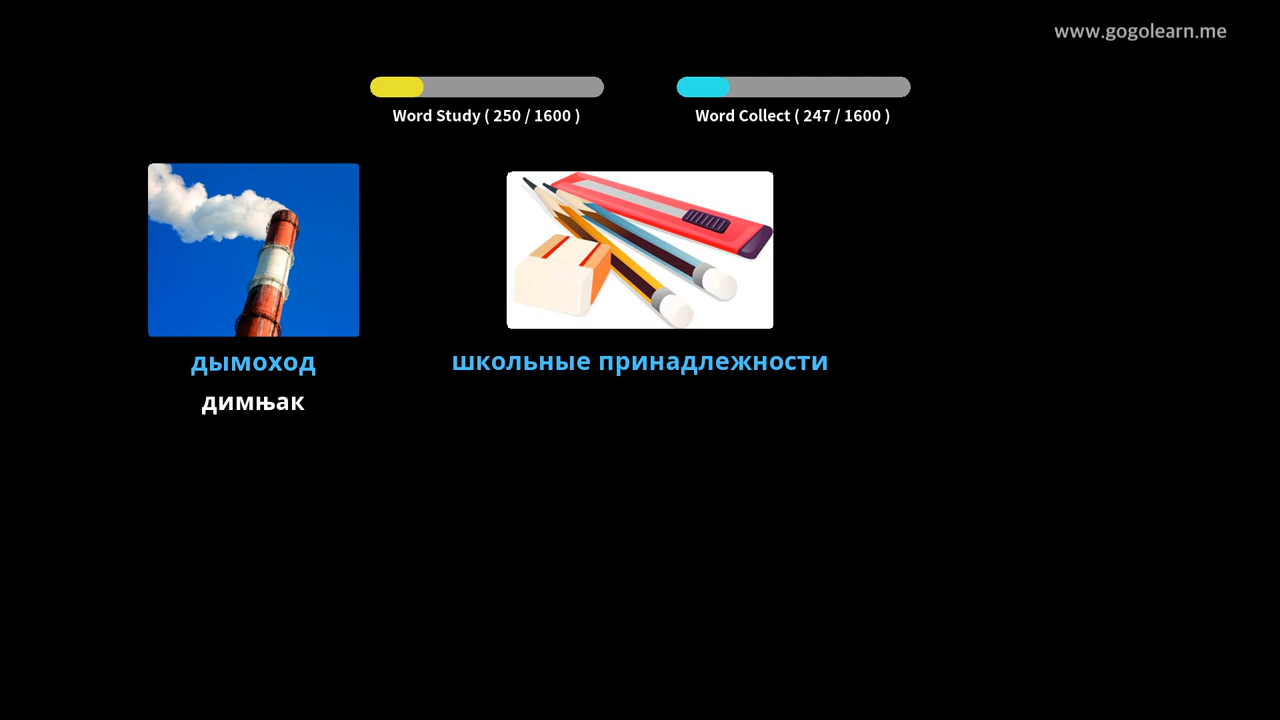 www.gogolearn.me
Word Study ( 250 / 1600 )
Word Collect ( 247 / 1600 )
дымоход
димњак
школьные принадлежности